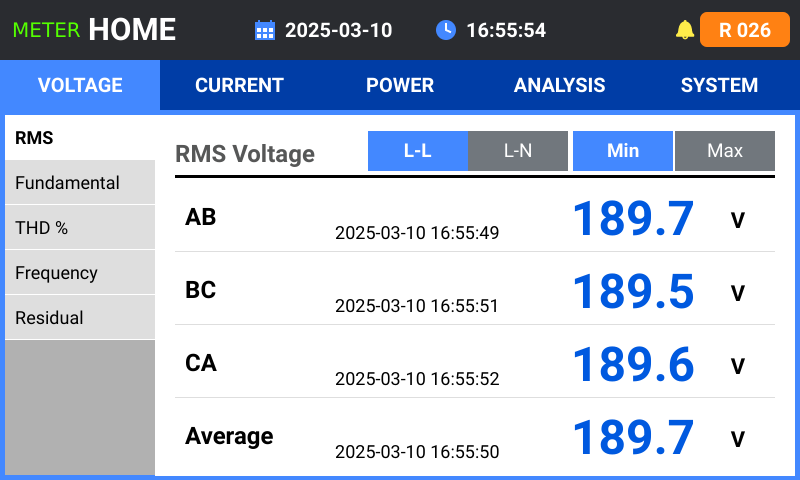 METER HOME 2025-03-10 16:55:54 R 026
VOLTAGE CURRENT POWER ANALYSIS SYSTEM
RMS
Fundamental
THD %
Frequency
Residual
RMS Voltage L-L L-N Min Max
AB 2025-03-10 16:55:49 189.7 V
BC 2025-03-10 16:55:51 189.5 V
CA 2025-03-10 16:55:52 189.6 V
Average 2025-03-10 16:55:50 189.7 V